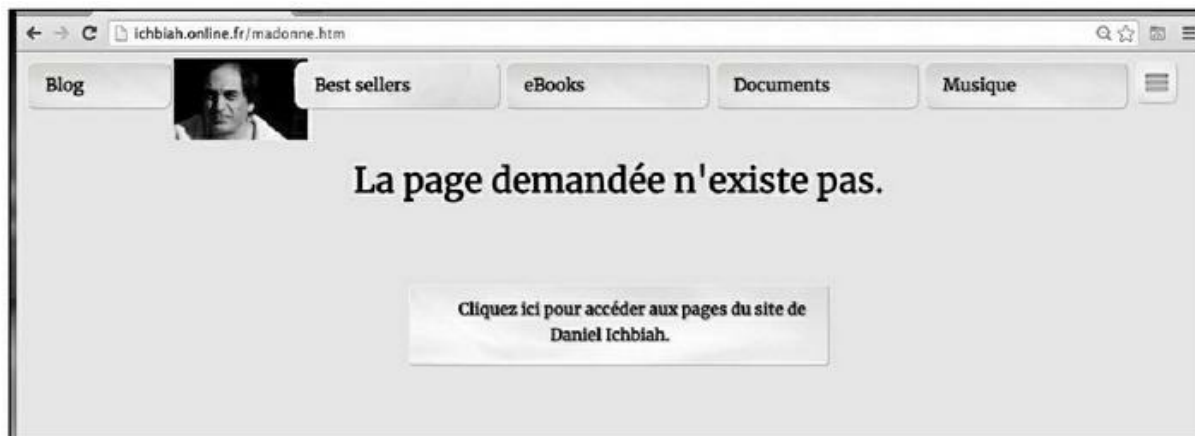 ichbiah.online.fr/madonne.htm
Blog
Best sellers
eBooks
Documents
Musique
La page demandée n'existe pas.
Cliquez ici pour accéder aux pages du site de
Daniel Ichbiah.